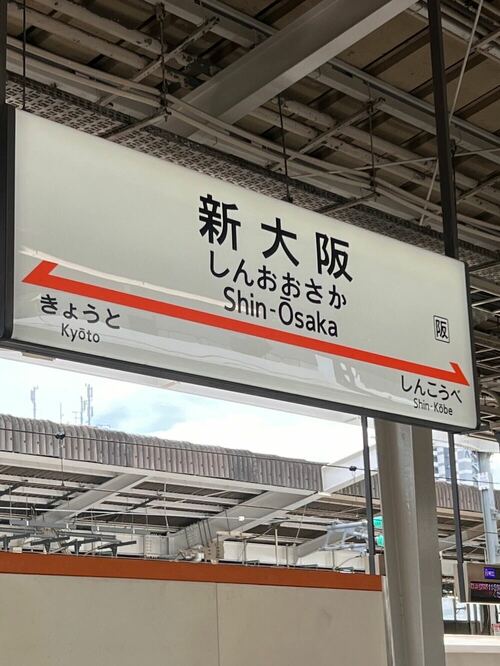 新大阪
しんおおさか
Shin-Ōsaka
阪
きょうと
Kyōto
しんこうべ
Shin-Kōbe